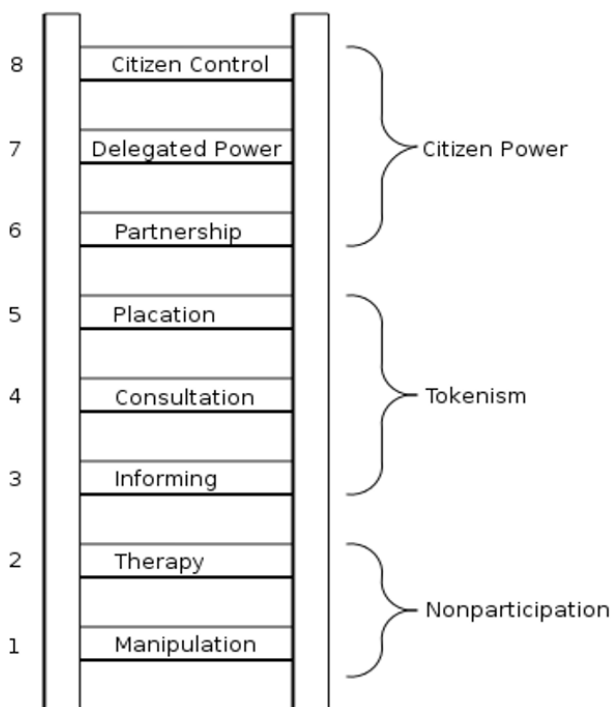 8 Citizen Control
7 Delegated Power Citizen Power
6 Partnership
5 Placation
4 Consultation Tokenism
3 Informing
2 Therapy
Nonparticipation
1 Manipulation